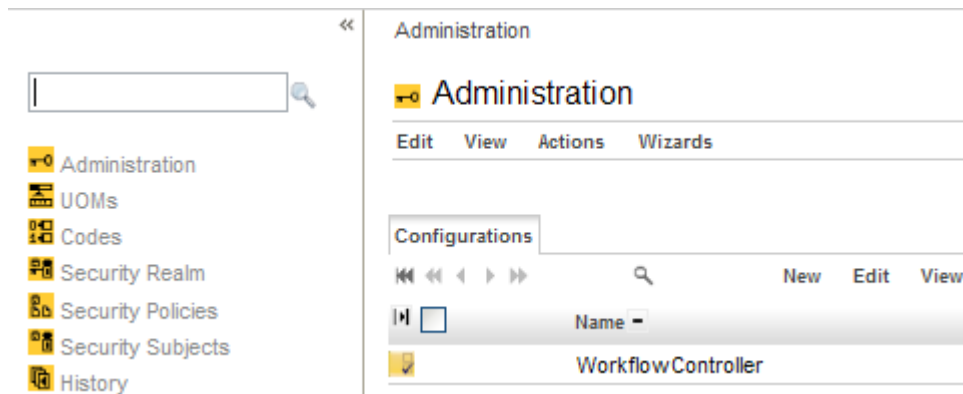 Administration
UOMs
Codes
Security Realm
Security Policies
Security Subjects
History
Administration
Administration
Edit View Actions Wizards
Configurations
New Edit View
Name
WorkflowController